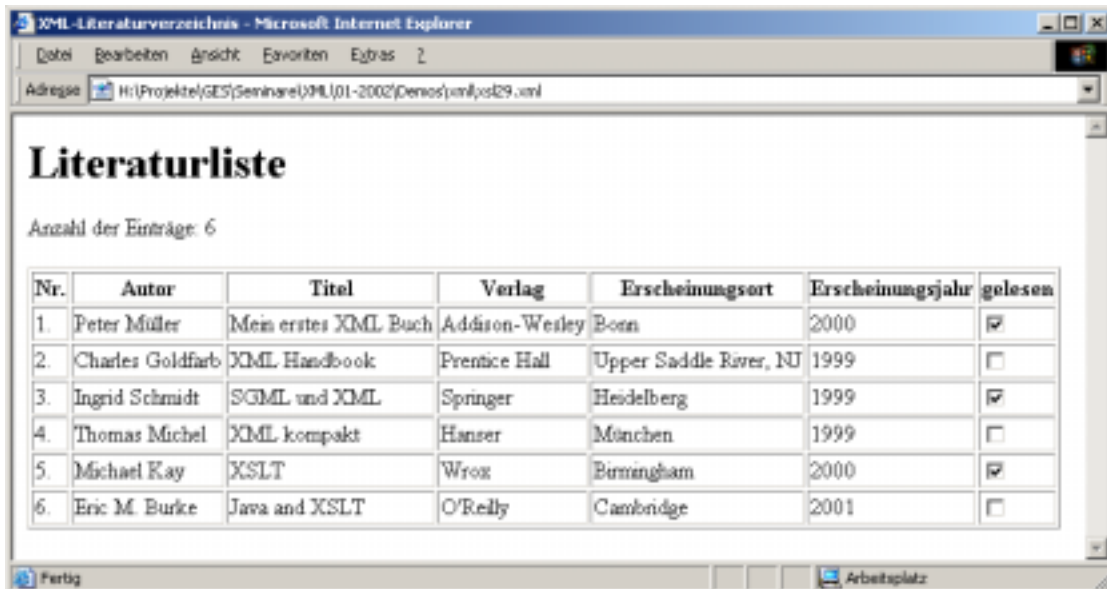 XML-Literaturverzeichnis - Microsoft Internet Explorer
Datei Bearbeiten Ansicht Favoriten Extras ?
Adresse H:\Projekte\GES\Seminare\XML\01-2002\Demos\xml\xsl29.xml
Literaturliste
Anzahl der Einträge: 6
Nr. Autor Titel Verlag Erscheinungsort Erscheinungsjahr gelesen
1. Peter Müller Mein erstes XML Buch Addison-Wesley Bonn 2000
2. Charles Goldfarb XML Handbook Prentice Hall Upper Saddle River, NJ 1999
3. Ingrid Schmidt SGML und XML Springer Heidelberg 1999
4. Thomas Michel XML kompakt Hanser München 1999
5. Michael Kay XSLT Wrox Birmingham 2000
6. Eric M. Burke Java and XSLT O'Reilly Cambridge 2001
Fertig Arbeitsplatz